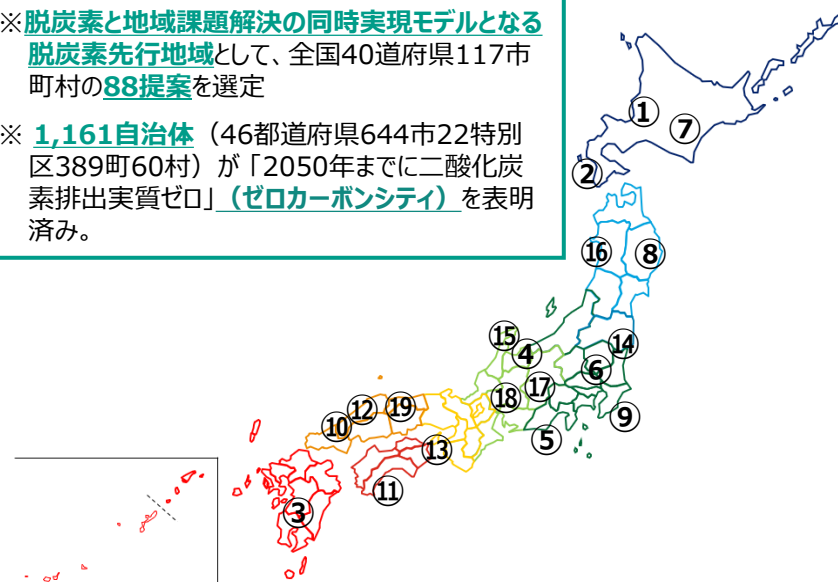 ※脱炭素と地域課題解決の同時実現モデルとなる
脱炭素先行地域として、全国40道府県117市
町村の88提案を選定
※ 1,161自治体（46都道府県644市22特別
区389町60村）が「2050年までに二酸化炭
素排出実質ゼロ」（ゼロカーボンシティ）を表明
済み。
①
⑦
②
⑯
⑧
⑮
④
⑭
⑥
⑰
⑱
⑲
⑫
⑩
⑨
⑤
⑬
⑪
③